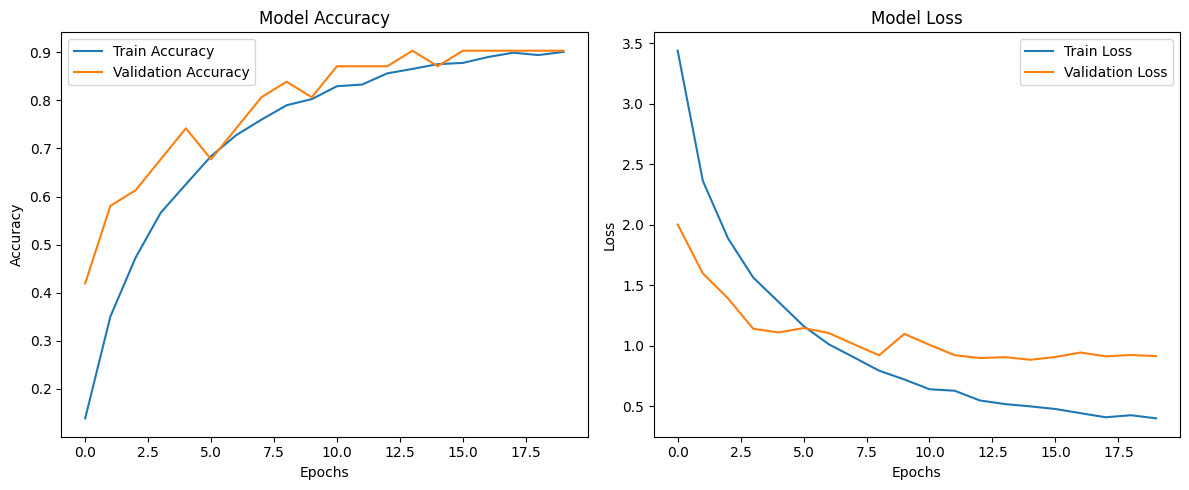 Model Accuracy
Train Accuracy
Validation Accuracy
Accuracy
0.9
0.8
0.7
0.6
0.5
0.4
0.3
0.2
0.0 2.5 5.0 7.5 10.0 12.5 15.0 17.5
Epochs
Model Loss
Train Loss
Validation Loss
Loss
3.5
3.0
2.5
2.0
1.5
1.0
0.5
0.0 2.5 5.0 7.5 10.0 12.5 15.0 17.5
Epochs